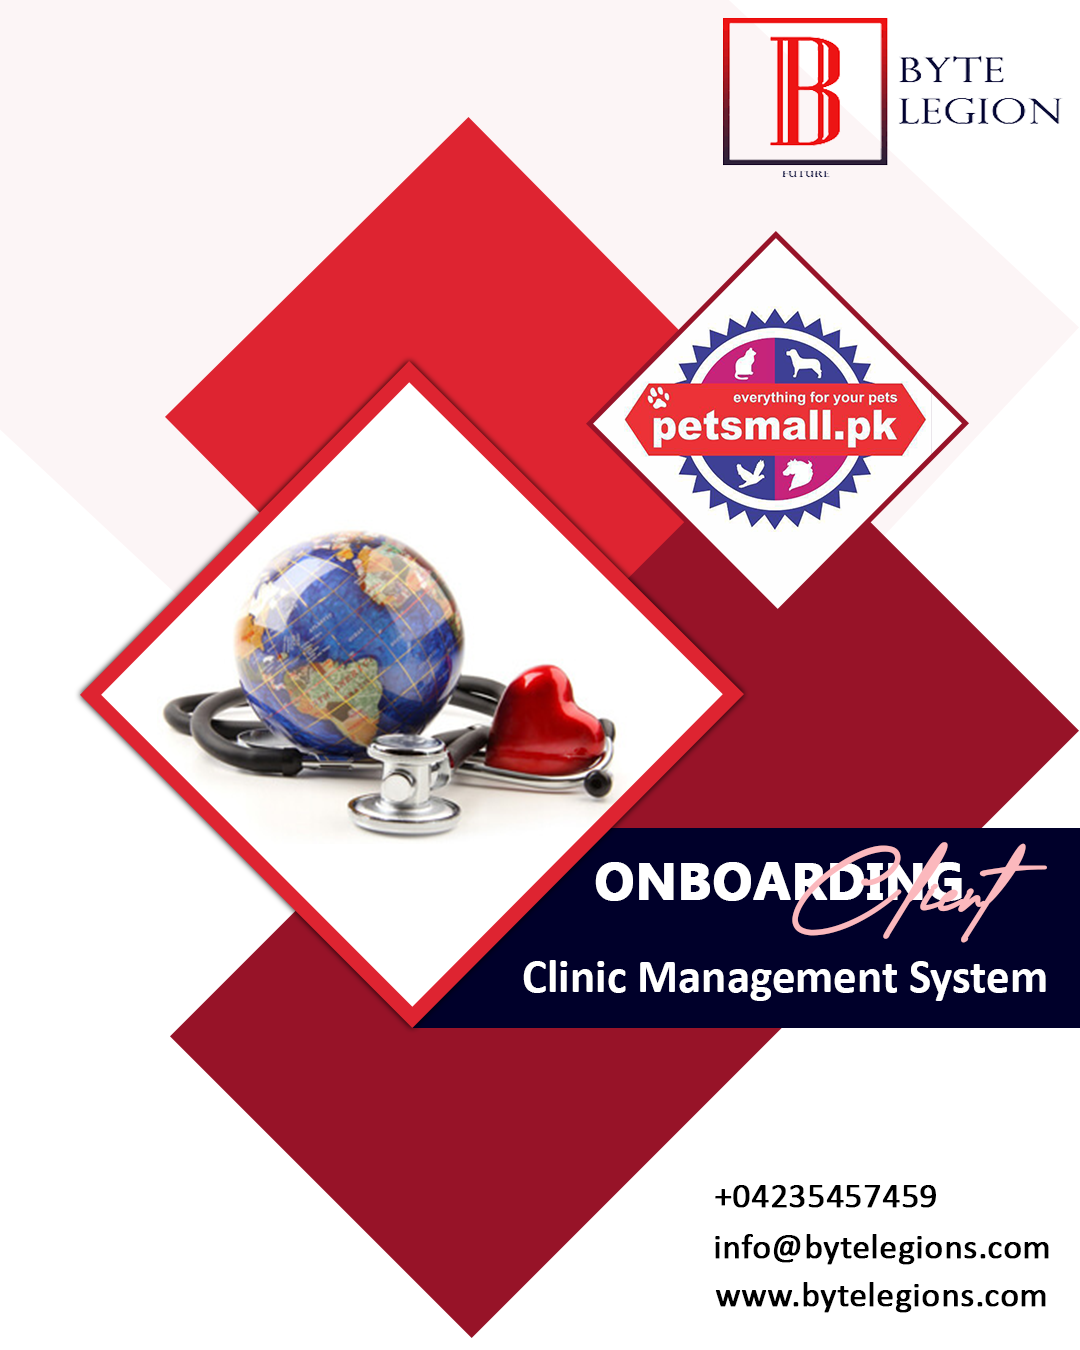 B
BYTE
LEGION
FUTURE
everything for your pets
petsmall.pk
ONBOARDING
Client
Clinic Management System
+04235457459
info@bytelegions.com
www.bytelegions.com